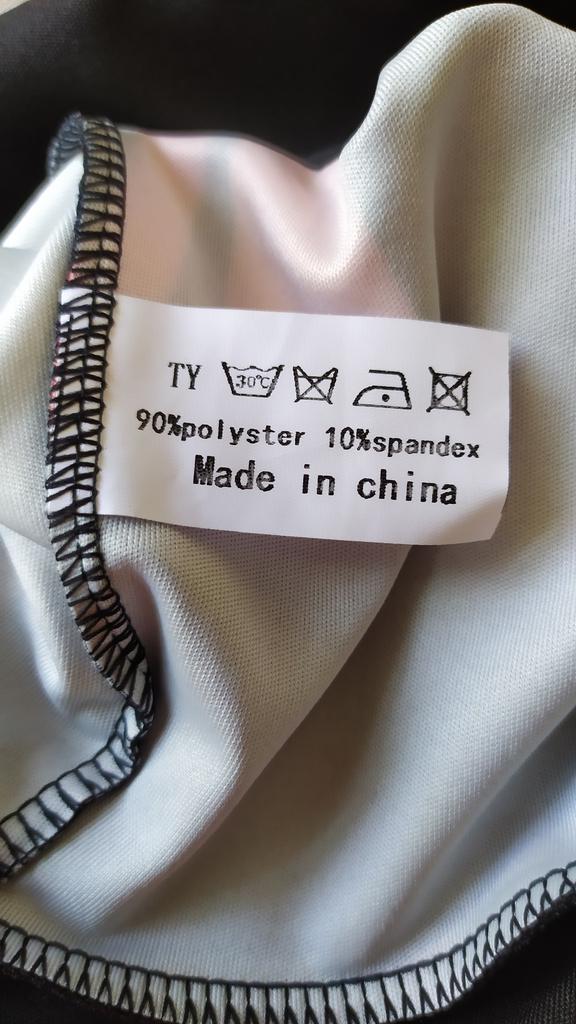 TY 30℃
90%polyster 10%spandex
Made in china